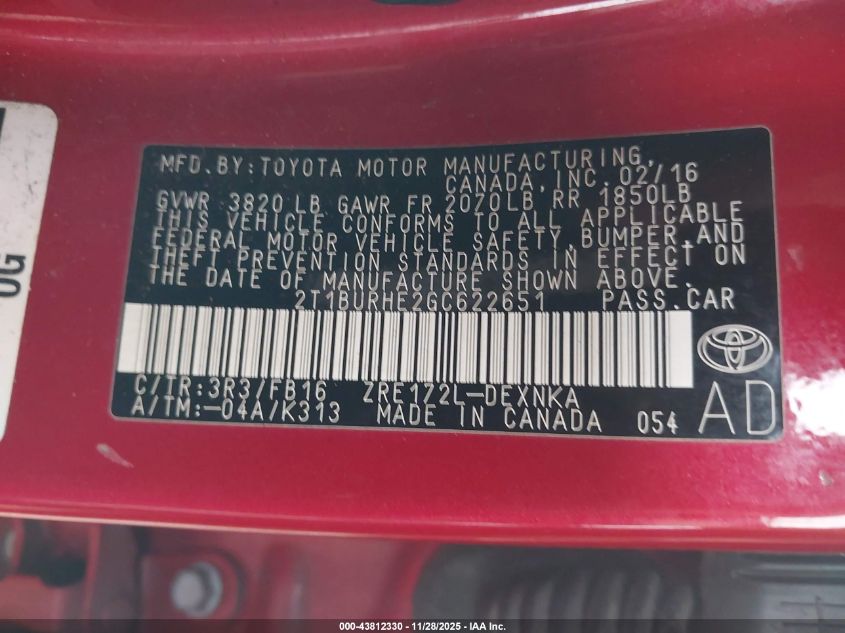 MFD.BY:TOYOTA MOTOR MANUFACTURING,
CANADA, INC. 02/16
GVWR 3820 LB GAWR FR 2070LB RR 1850LB
THIS VEHICLE CONFORMS TO ALL APPLICABLE
FEDERAL MOTOR VEHICLE SAFETY, BUMPER, AND
THEFT PREVENTION STANDARDS IN EFFECT ON
THE DATE OF MANUFACTURE SHOWN ABOVE.
2T1BURHE2GC622651 PASS.CAR
C/TR:3R3/FB16 ZRE172L-DEXNKA
A/TM:-04A/K313 MADE IN CANADA 054
AD
OG
000-43812330 — 11/28/2025 - IAA Inc.